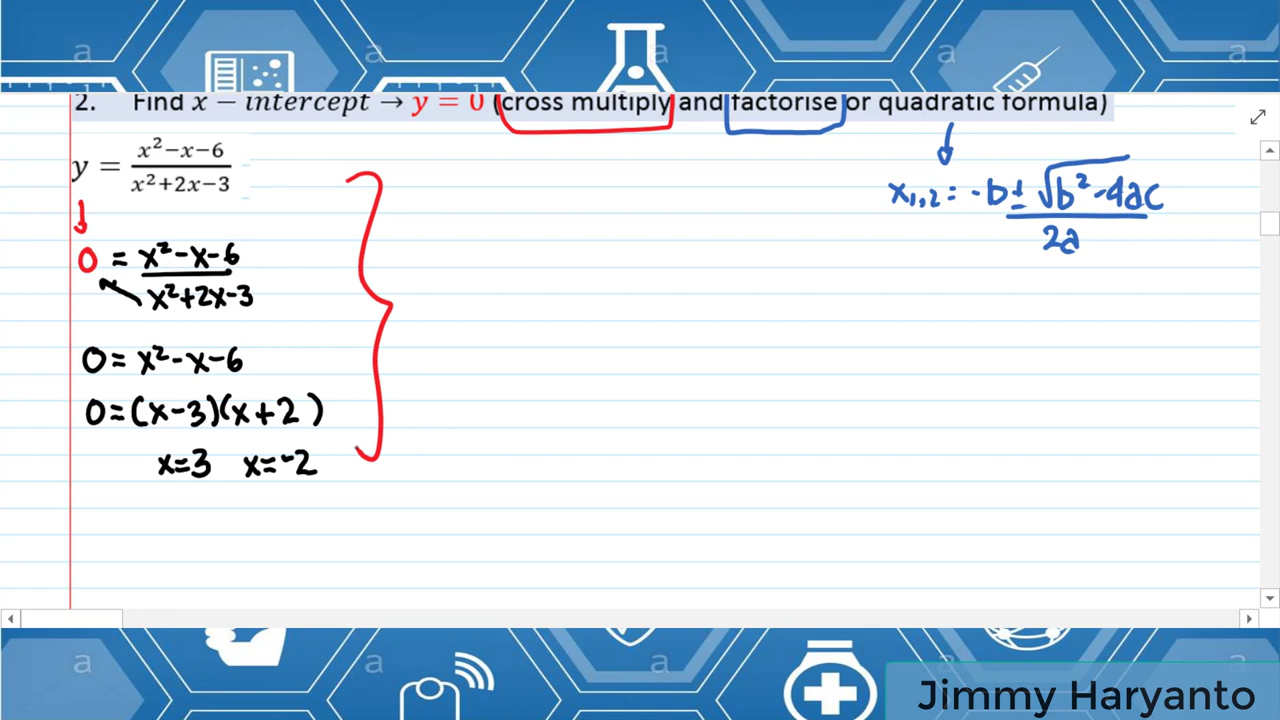 2. Find x − intercept → y = 0 (cross multiply and factorise or quadratic formula)
y = x²−x−6 / x²+2x−3
x₁,₂ = -b ± √b² -4ac / 2a
0 = x²-x-6 / x²+2x-3
0 = x²-x-6
0=(x-3)(x+2)
x=3 x=-2
a a a a a
a a a a
Jimmy Haryanto